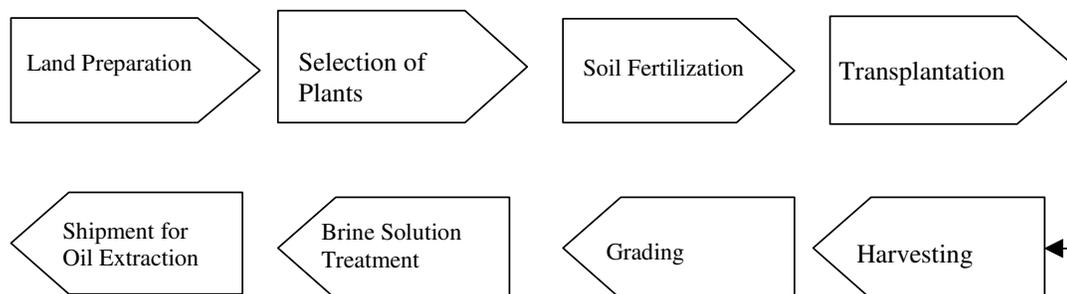 Land Preparation
Selection of
Plants
Soil Fertilization
Transplantation
Shipment for
Oil Extraction
Brine Solution
Treatment
Grading
Harvesting